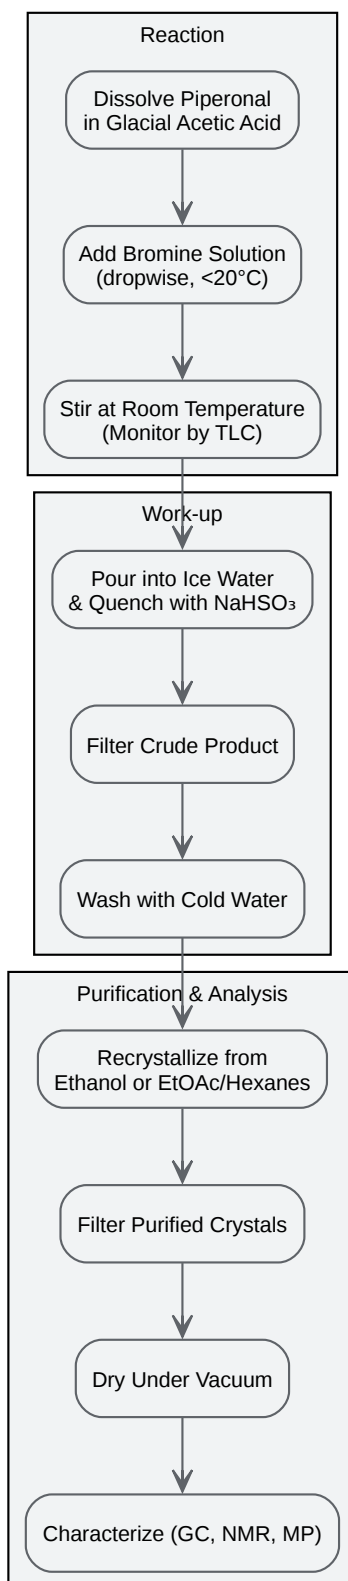 Reaction
Dissolve Piperonal
in Glacial Acetic Acid
Add Bromine Solution
(dropwise, <20°C)
Stir at Room Temperature
(Monitor by TLC)
Work-up
Pour into Ice Water
& Quench with NaHSO₃
Filter Crude Product
Wash with Cold Water
Purification & Analysis
Recrystallize from
Ethanol or EtOAc/Hexanes
Filter Purified Crystals
Dry Under Vacuum
Characterize (GC, NMR, MP)